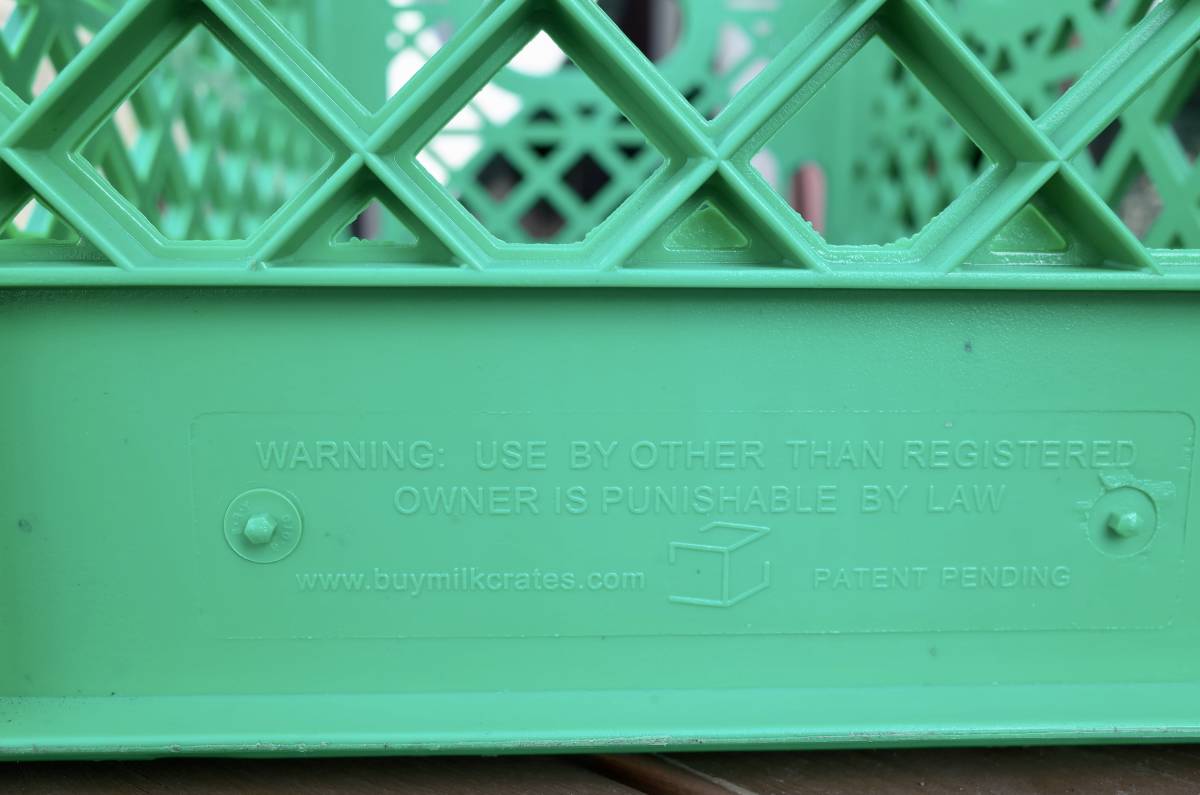 WARNING: USE BY OTHER THAN REGISTERED
OWNER IS PUNISHABLE BY LAW
www.buymilkcrates.com
PATENT PENDING